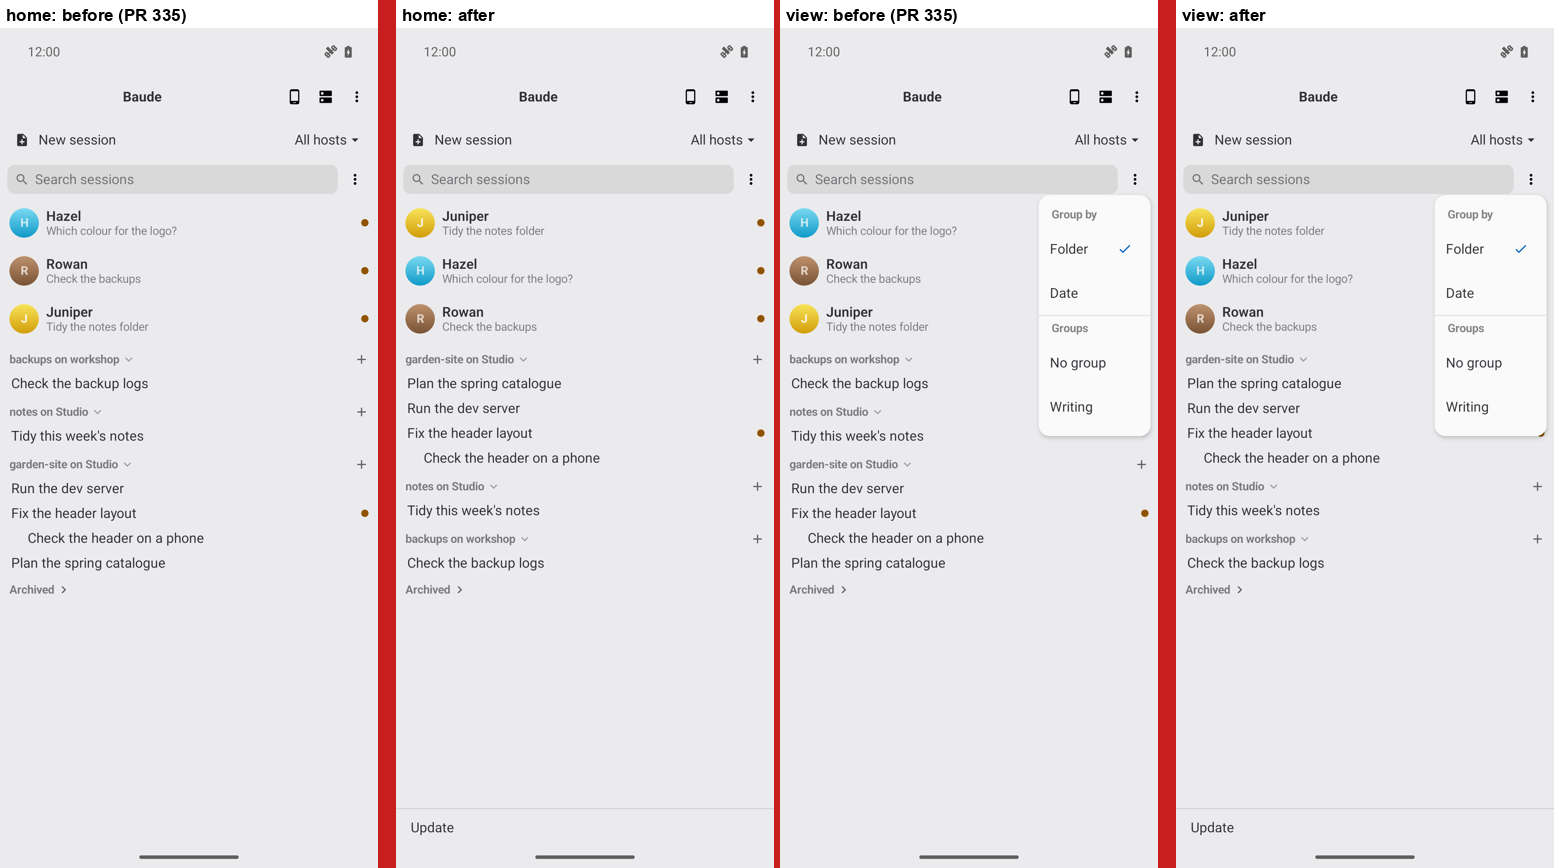 home: before (PR 335)
12:00
Baude
New session
All hosts
Search sessions
H
Hazel
Which colour for the logo?
R
Rowan
Check the backups
J
Juniper
Tidy the notes folder
backups on workshop
Check the backup logs
notes on Studio
Tidy this week's notes
garden-site on Studio
Run the dev server
Fix the header layout
Check the header on a phone
Plan the spring catalogue
Archived
home: after
12:00
Baude
New session
All hosts
Search sessions
J
Juniper
Tidy the notes folder
H
Hazel
Which colour for the logo?
R
Rowan
Check the backups
garden-site on Studio
Plan the spring catalogue
Run the dev server
Fix the header layout
Check the header on a phone
notes on Studio
Tidy this week's notes
backups on workshop
Check the backup logs
Archived
Update
view: before (PR 335)
12:00
Baude
New session
All hosts
Search sessions
H
Hazel
Which colour for the logo?
R
Rowan
Check the backups
J
Juniper
Tidy the notes folder
backups on workshop
Check the backup logs
notes on Studio
Tidy this week's notes
garden-site on Studio
Run the dev server
Fix the header layout
Check the header on a phone
Plan the spring catalogue
Archived
Group by
Folder
Date
Groups
No group
Writing
view: after
12:00
Baude
New session
All hosts
Search sessions
J
Juniper
Tidy the notes folder
H
Hazel
Which colour for the logo?
R
Rowan
Check the backups
garden-site on Studio
Plan the spring catalogue
Run the dev server
Fix the header layout
Check the header on a phone
notes on Studio
Tidy this week's notes
backups on workshop
Check the backup logs
Archived
Group by
Folder
Date
Groups
No group
Writing
Update